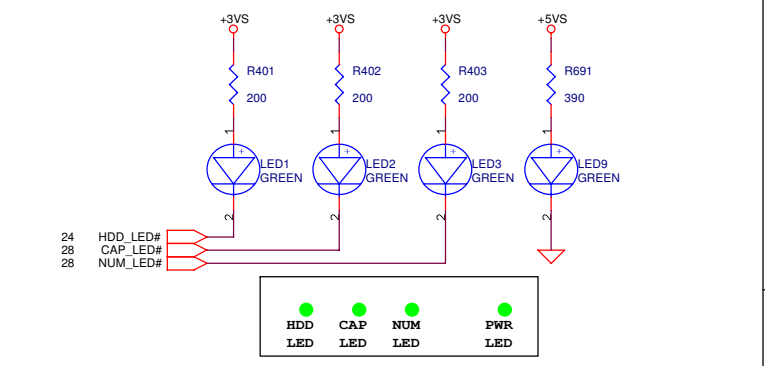 +3VS +3VS +3VS +5VS
R401 R402 R403 R691
200 200 200 390
1 1 1 1
+ + + +
LED1 LED2 LED3 LED9
GREEN GREEN GREEN GREEN
2 2 2 2
24 HDD_LED#
28 CAP_LED#
28 NUM_LED#
HDD CAP NUM PWR
LED LED LED LED